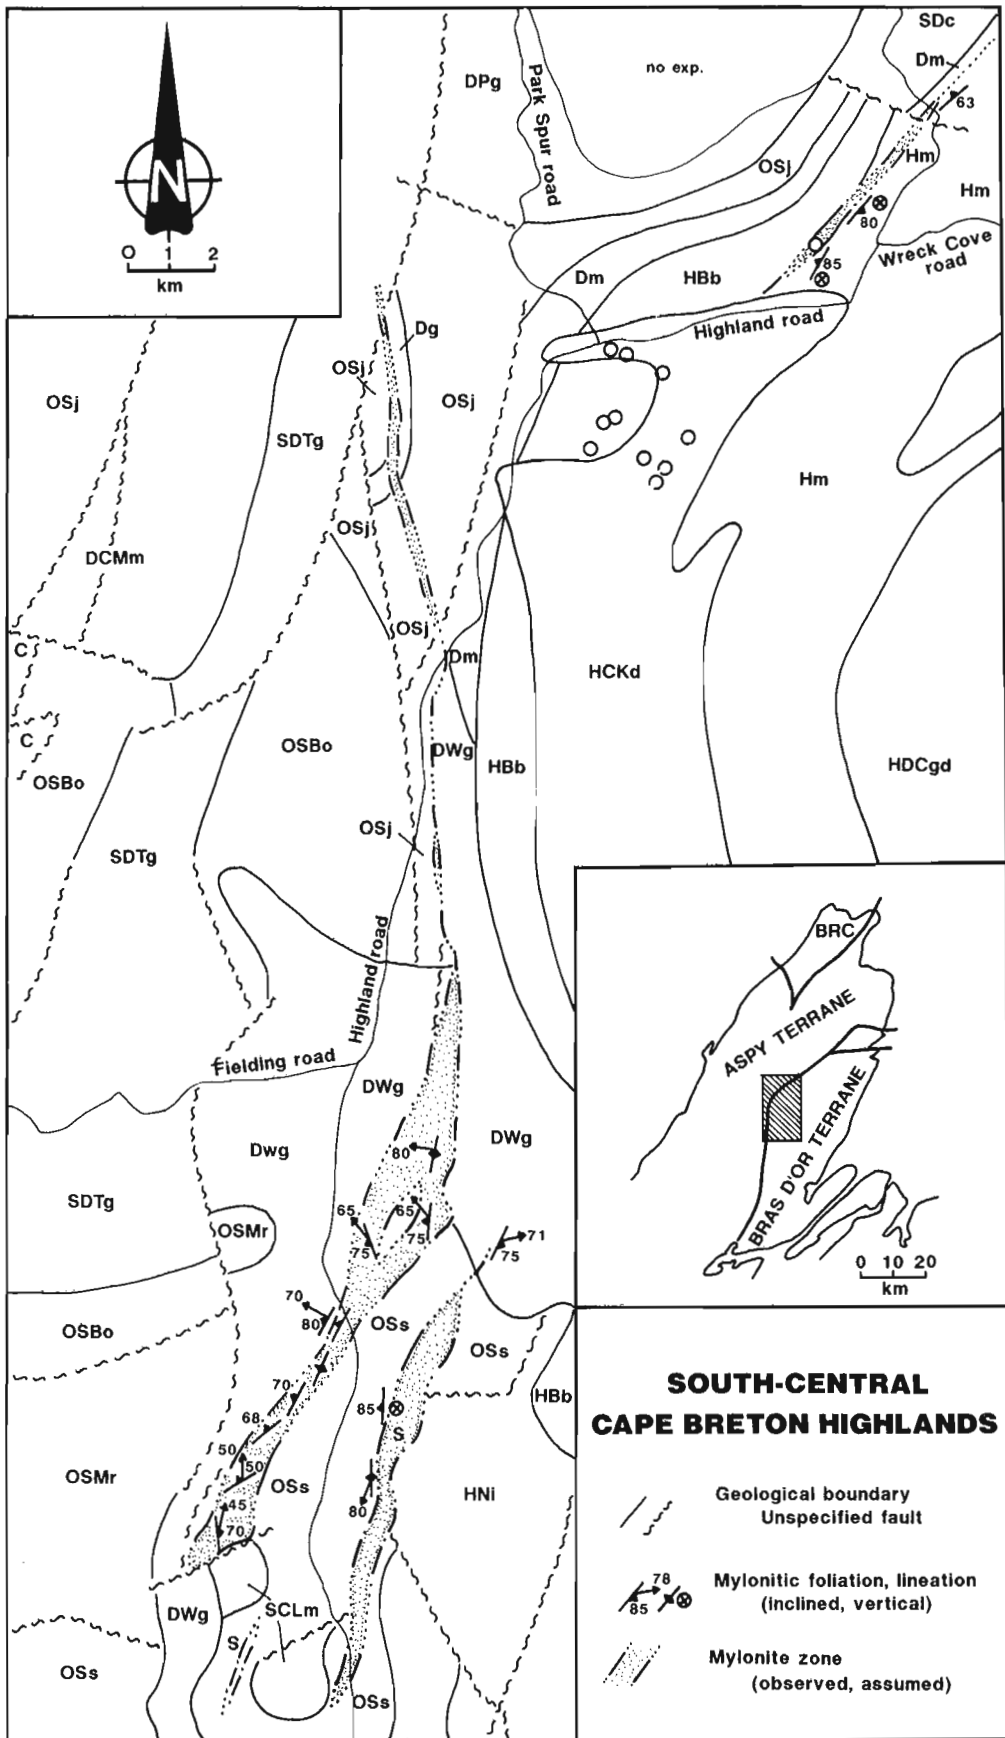 SDc
Dm
DPg
Park Spur road
no exp.
63
N
OSj
Hm
Hm
80
0 1 2
km
85
Wreck Cove
road
Dm
HBb
Highland road
Dg
OSj
OSj
OSj
SDTg
Hm
OSj
DCMm
OSj
C
Dm
HCKd
C
OSBo
DWg
HBb
HDCgd
OSBo
OSj
SDTg
Highland road
BRC
ASPY TERRANE
Fielding road
DWg
BRAS D'OR TERRANE
Dwg
80
DWg
SDTg
65
65
OSMr
75
75
75
71
0 10 20
km
70
80
OSs
OSBo
OSs
70
HBb
68
85
S
50
50
OSMr
OSs
HNi
45
80
70
DWg
SCLm
S
OSs
OSs
SOUTH-CENTRAL
CAPE BRETON HIGHLANDS
Geological boundary
Unspecified fault
78
85
Mylonitic foliation, lineation
(inclined, vertical)
Mylonite zone
(observed, assumed)